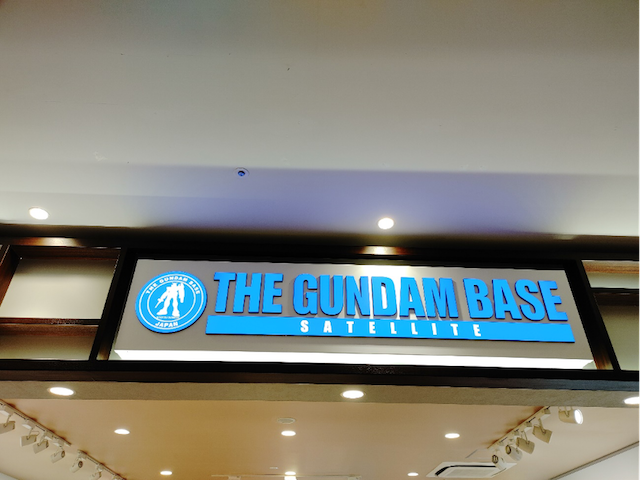 THE GUNDAM BASE
JAPAN
THE GUNDAM BASE
SATELLITE